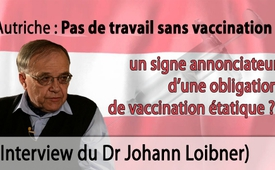 Autriche : Pas de travail sans vaccination
un signe annonciateur
d'une obligation
de vaccination étatique ?
(Interview du Dr Johann Loibner)